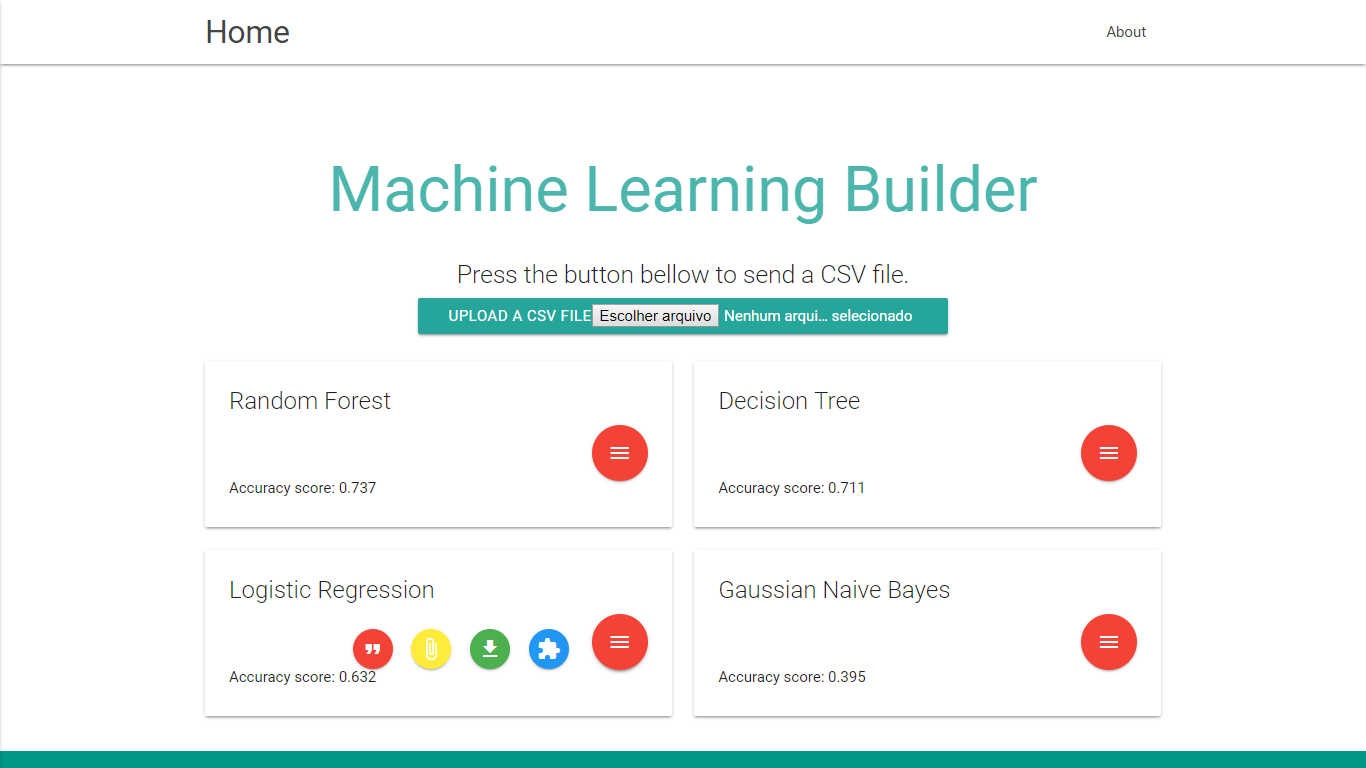 Home
About
Machine Learning Builder
Press the button bellow to send a CSV file.
UPLOAD A CSV FILE Escolher arquivo Nenhum arqui… selecionado
Random Forest
Accuracy score: 0.737
Decision Tree
Accuracy score: 0.711
Logistic Regression
Accuracy score: 0.632
Gaussian Naive Bayes
Accuracy score: 0.395